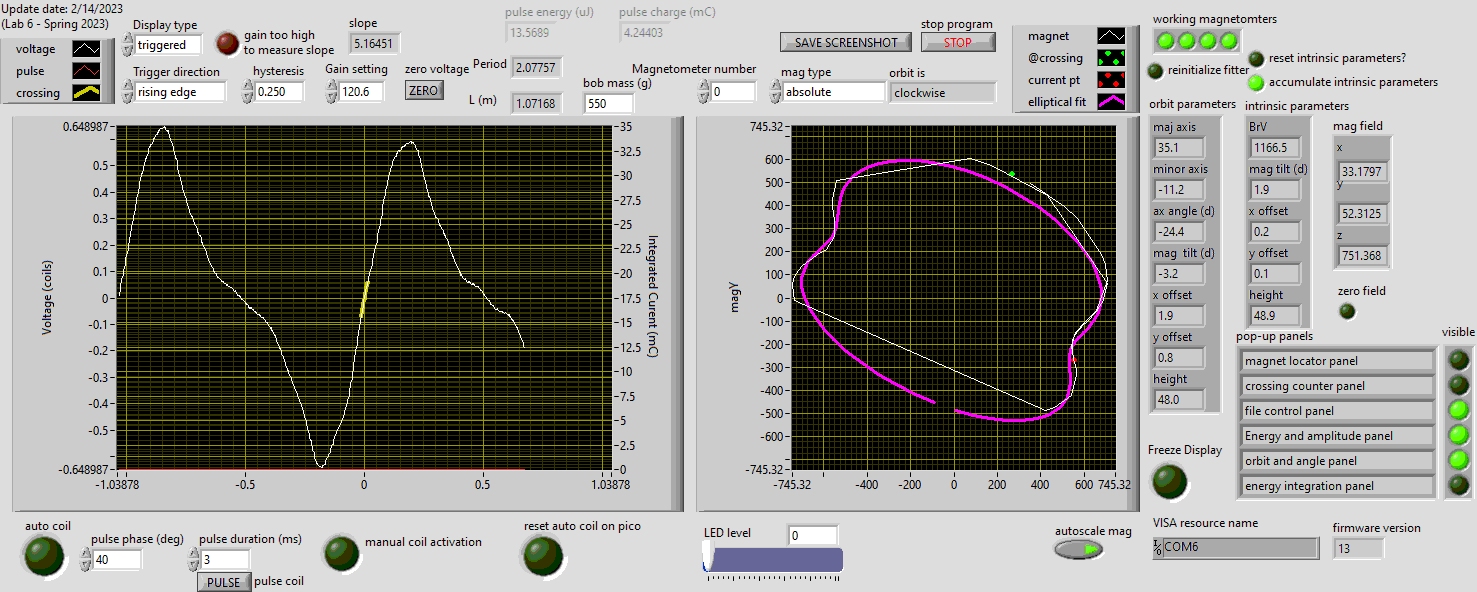 Update date: 2/14/2023
(Lab 6 - Spring 2023)
voltage
pulse
crossing
Display type
triggered
gain too high
to measure slope
slope
5.16451
pulse energy (uJ)
13.5689
pulse charge (mC)
4.24403
Trigger direction
rising edge
hysteresis
0.250
Gain setting
120.6
zero voltage
ZERO
Period
2.07757
L (m)
1.07168
bob mass (g)
550
SAVE SCREENSHOT
stop program
STOP
Magnetometer number
0
mag type
absolute
orbit is
clockwise
magnet
@crossing
current pt
elliptical fit
working magnetomters
reinitialize fitter
reset intrinsic parameters?
accumulate intrinsic parameters
orbit parameters
maj axis
35.1
minor axis
-11.2
ax angle (d)
-24.4
mag tilt (d)
-3.2
x offset
1.9
y offset
0.8
height
48.0
intrinsic parameters
BrV
1166.5
mag tilt (d)
1.9
x offset
0.2
y offset
0.1
height
48.9
mag field
x
33.1797
y
52.3125
z
751.368
zero field
pop-up panels
visible
magnet locator panel
crossing counter panel
file control panel
Energy and amplitude panel
orbit and angle panel
energy integration panel
Freeze Display
0.648987
0.5
0.4
0.3
0.2
0.1
0
-0.1
-0.2
-0.3
-0.4
-0.5
-0.648987
Voltage (coils)
-1.03878
-0.5
0
0.5
1.03878
35
32.5
30
27.5
25
22.5
20
17.5
15
12.5
10
7.5
5
2.5
0
Integrated Current (mC)
745.32
600
500
400
300
200
100
0
-100
-200
-300
-400
-500
-600
-745.32
Ymag
-745.32
-400
-200
0
200
400
600
745.32
auto coil
pulse phase (deg)
40
pulse duration (ms)
3
PULSE
pulse coil
manual coil activation
reset auto coil on pico
LED level
0
autoscale mag
VISA resource name
COM6
firmware version
13